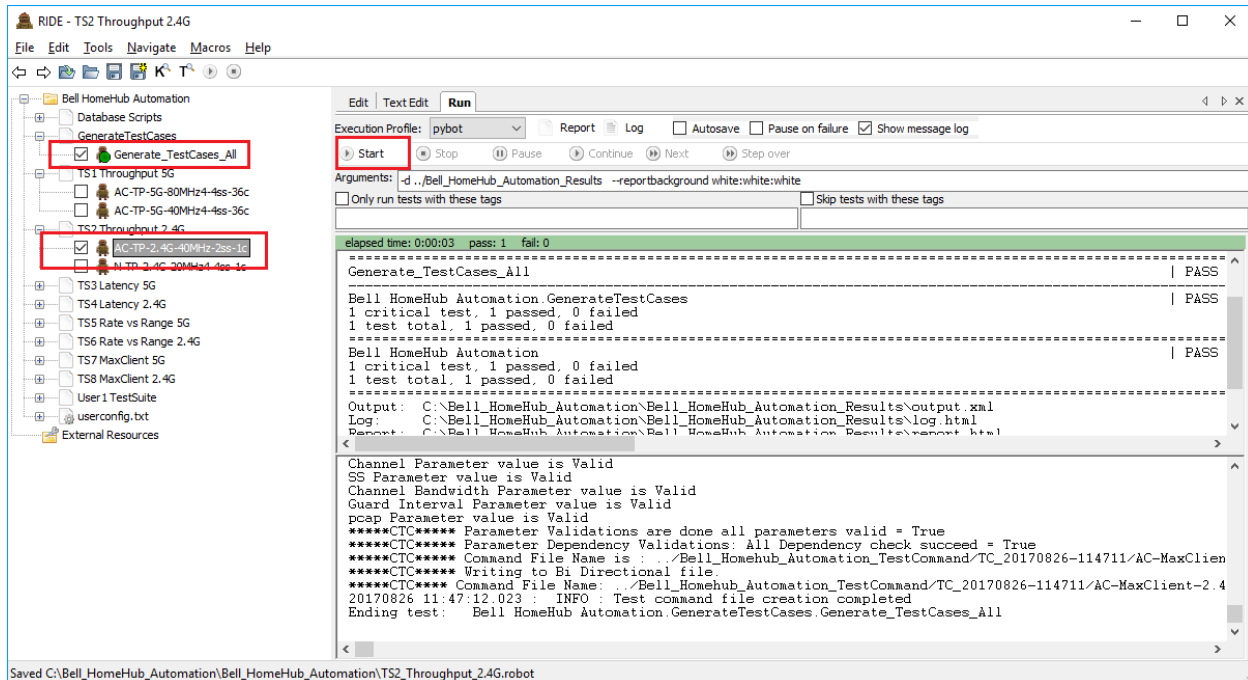 RIDE - TS2 Throughput 2.4G
File Edit Tools Navigate Macros Help
Bell HomeHub Automation
Database Scripts
GenerateTestCases
Generate_TestCases_All
TS1 Throughput 5G
AC-TP-5G-80MHz4-4ss-36c
AC-TP-5G-40MHz4-4ss-36c
TS2 Throughput 2.4G
AC-TP-2.4G-40MHz-2ss-1c
N-TP-2.4G-20MHz4-4ss-1c
TS3 Latency 5G
TS4 Latency 2.4G
TS5 Rate vs Range 5G
TS6 Rate vs Range 2.4G
TS7 MaxClient 5G
TS8 MaxClient 2.4G
User1 TestSuite
userconfig.txt
External Resources
Edit Text Edit Run
Execution Profile: pybot Report Log Autosave Pause on failure Show message log
Start Stop Pause Continue Next Step over
Arguments: -d ../Bell_HomeHub_Automation_Results --reportbackground white:white:white
Only run tests with these tags Skip tests with these tags
elapsed time: 0:00:03 pass: 1 fail: 0
==============================================================================
Generate_TestCases_All | PASS
------------------------------------------------------------------------------
Bell HomeHub Automation.GenerateTestCases | PASS
1 critical test, 1 passed, 0 failed
1 test total, 1 passed, 0 failed
==============================================================================
Bell HomeHub Automation | PASS
1 critical test, 1 passed, 0 failed
1 test total, 1 passed, 0 failed
==============================================================================
Output: C:\Bell_HomeHub_Automation\Bell_HomeHub_Automation_Results\output.xml
Log: C:\Bell_HomeHub_Automation\Bell_HomeHub_Automation_Results\log.html
Report: C:\Bell_HomeHub_Automation\Bell_HomeHub_Automation_Results\report.html
Channel Parameter value is Valid
SS Parameter value is Valid
Channel Bandwidth Parameter value is Valid
Guard Interval Parameter value is Valid
pcap Parameter value is Valid
*****CTC***** Parameter Validations are done all parameters valid = True
*****CTC***** Parameter Dependency Validations: All Dependency check succeed = True
*****CTC***** Command File Name is : ../Bell_Homehub_Automation_TestCommand/TC_20170826-114711/AC-MaxClien
*****CTC***** Writing to Bi Directional file.
*****CTC**** Command File Name: ../Bell_Homehub_Automation_TestCommand/TC_20170826-114711/AC-MaxClient-2.4
20170826 11:47:12.023 : INFO : Test command file creation completed
Ending test: Bell HomeHub Automation.GenerateTestCases.Generate_TestCases_All
Saved C:\Bell_HomeHub_Automation\Bell_HomeHub_Automation\TS2_Throughput_2.4G.robot